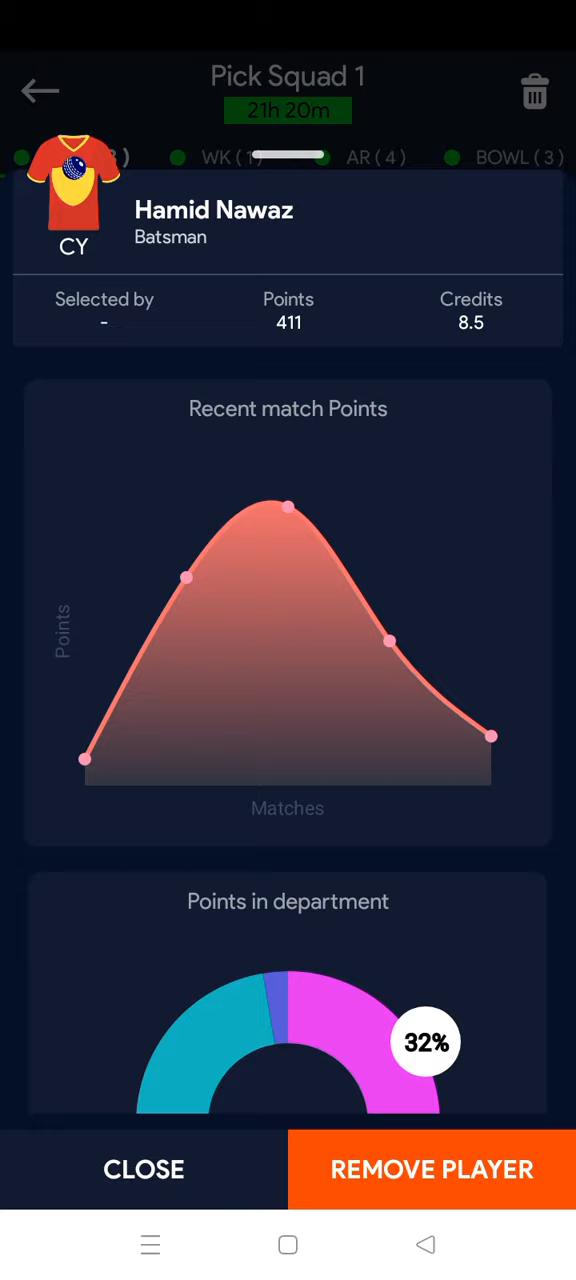 Pick Squad 1
21h 20m
WK ( 1 )
AR ( 4 )
BOWL ( 3 )
Hamid Nawaz
Batsman
CY
Selected by
Points
Credits
-
411
8.5
Recent match Points
Points
Matches
Points in department
32%
CLOSE
REMOVE PLAYER